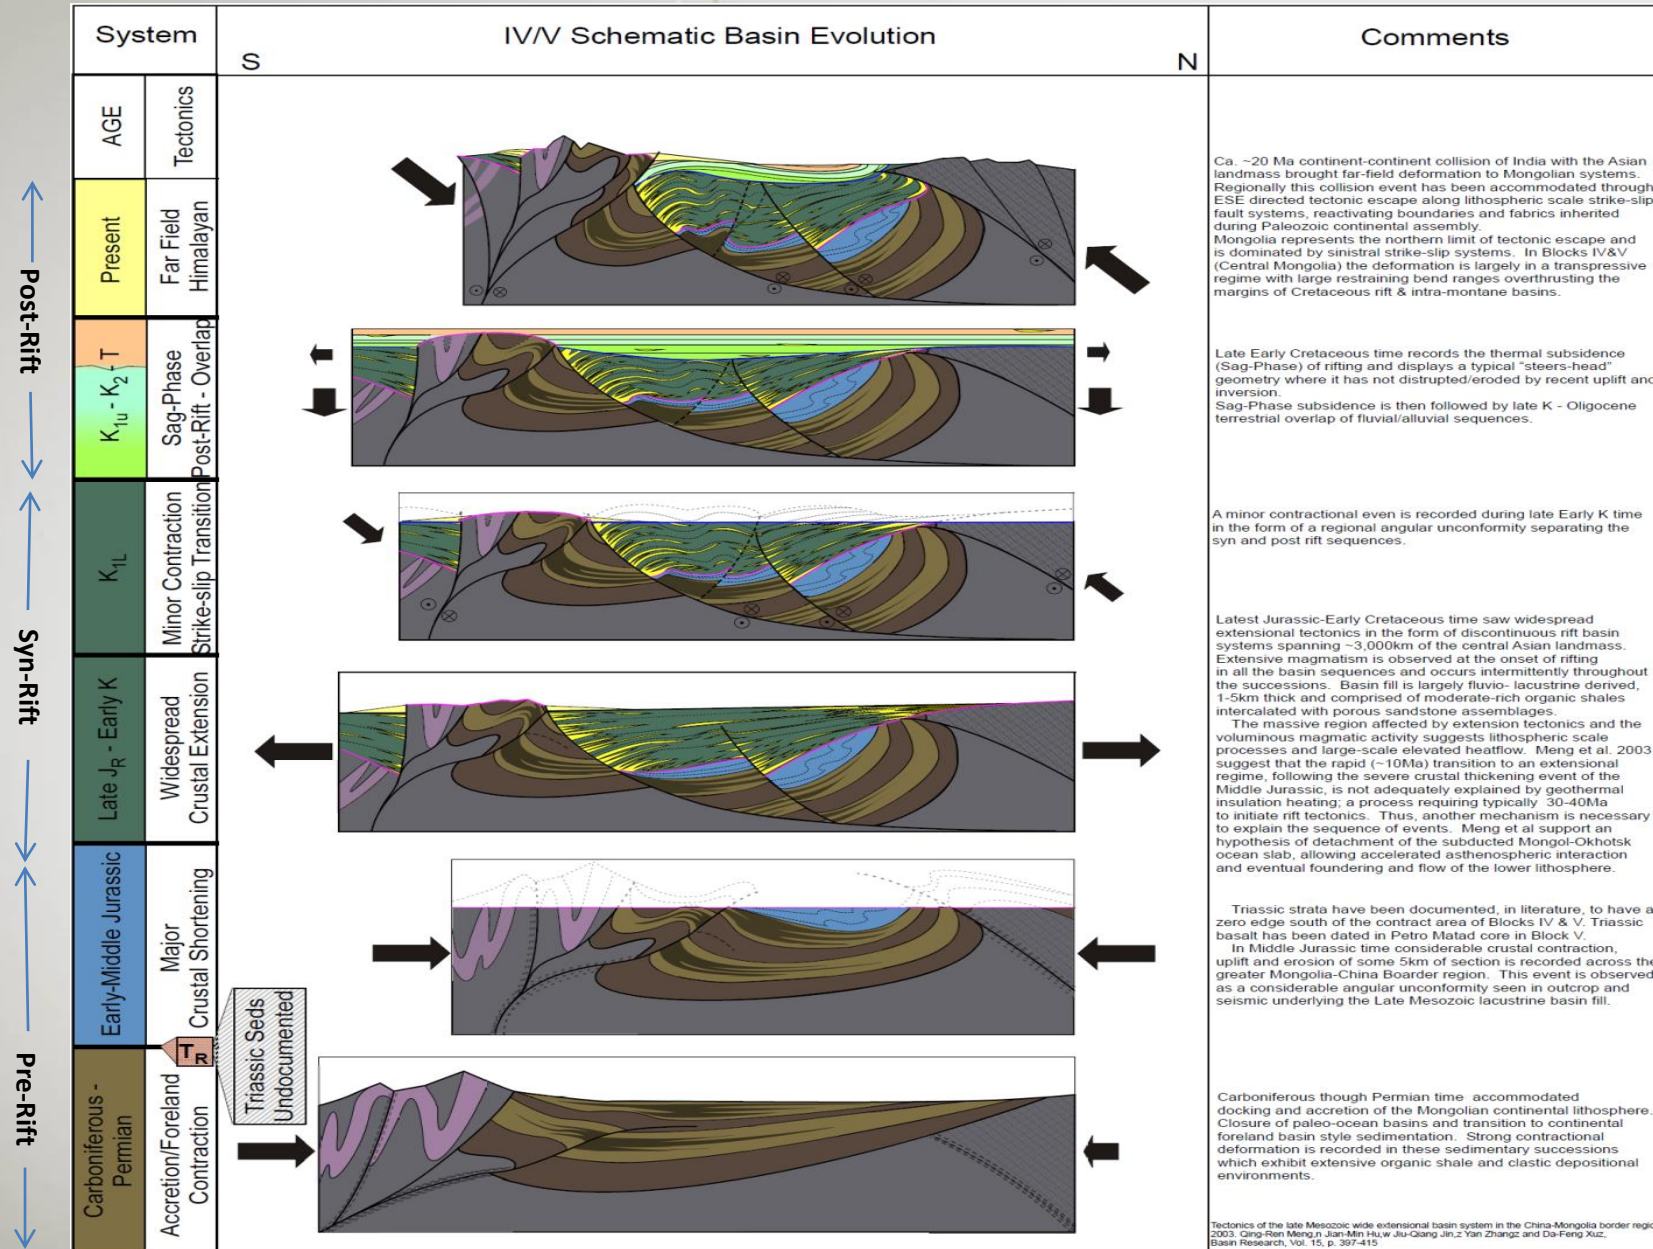 System
IV/V Schematic Basin Evolution
Comments
S
N
AGE
Tectonics
Post-Rift
Present
Far Field
Himalayan
Ca. ~20 Ma continent-continent collision of India with the Asian
landmass brought far-field deformation to Mongolian systems.
Regionally this collision event has been accommodated through
ESE directed tectonic escape along lithospheric scale strike-slip
fault systems, reactivating boundaries and fabrics inherited
during Paleozoic continental assembly.
Mongolia represents the northern limit of tectonic escape and
is dominated by sinistral strike-slip systems. In Blocks IV&V
(Central Mongolia) the deformation is largely in a transpressive
regime with large restraining bend ranges overthrusting the
margins of Cretaceous rift & intra-montane basins.
K1u - K2 - T
Sag-Phase
Post-Rift - Overlap
Late Early Cretaceous time records the thermal subsidence
(Sag-Phase) of rifting and displays a typical "steers-head"
geometry where it has not distrupted/eroded by recent uplift and
inversion.
Sag-Phase subsidence is then followed by late K - Oligocene
terrestrial overlap of fluvial/alluvial sequences.
Syn-Rift
K1L
Minor Contraction
Strike-slip Transition
A minor contractional even is recorded during late Early K time
in the form of a regional angular unconformity separating the
syn and post rift sequences.
Late JR - Early K
Widespread
Crustal Extension
Latest Jurassic-Early Cretaceous time saw widespread
extensional tectonics in the form of discontinuous rift basin
systems spanning ~3,000km of the central Asian landmass.
Extensive magmatism is observed at the onset of rifting
in all the basin sequences and occurs intermittently throughout
the successions. Basin fill is largely fluvio- lacustrine derived,
1-5km thick and comprised of moderate-rich organic shales
intercalated with porous sandstone assemblages.
The massive region affected by extension tectonics and the
voluminous magmatic activity suggests lithospheric scale
processes and large-scale elevated heatflow. Meng et al. 2003
suggest that the rapid (~10Ma) transition to an extensional
regime, following the severe crustal thickening event of the
Middle Jurassic, is not adequately explained by geothermal
insulation heating; a process requiring typically 30-40Ma
to initiate rift tectonics. Thus, another mechanism is necessary
to explain the sequence of events. Meng et al support an
hypothesis of detachment of the subducted Mongol-Okhotsk
ocean slab, allowing accelerated asthenospheric interaction
and eventual foundering and flow of the lower lithosphere.
Pre-Rift
Early-Middle Jurassic
Major
Crustal Shortening
Triassic strata have been documented, in literature, to have a
zero edge south of the contract area of Blocks IV & V. Triassic
basalt has been dated in Petro Matad core in Block V.
In Middle Jurassic time considerable crustal contraction,
uplift and erosion of some 5km of section is recorded across the
greater Mongolia-China Boarder region. This event is observed
as a considerable angular unconformity seen in outcrop and
seismic underlying the Late Mesozoic lacustrine basin fill.
TR
Triassic Seds
Undocumented
Carboniferous -
Permian
Accretion/Foreland
Contraction
Carboniferous though Permian time accommodated
docking and accretion of the Mongolian continental lithosphere.
Closure of paleo-ocean basins and transition to continental
foreland basin style sedimentation. Strong contractional
deformation is recorded in these sedimentary successions
which exhibit extensive organic shale and clastic depositional
environments.
Tectonics of the late Mesozoic wide extensional basin system in the China-Mongolia border regio
2003. Qing-Ren Meng,n Jian-Min Hu,w Jiu-Qiang Jin,z Yan Zhangz and Da-Feng Xuz,
Basin Research, Vol. 15, p. 397-415